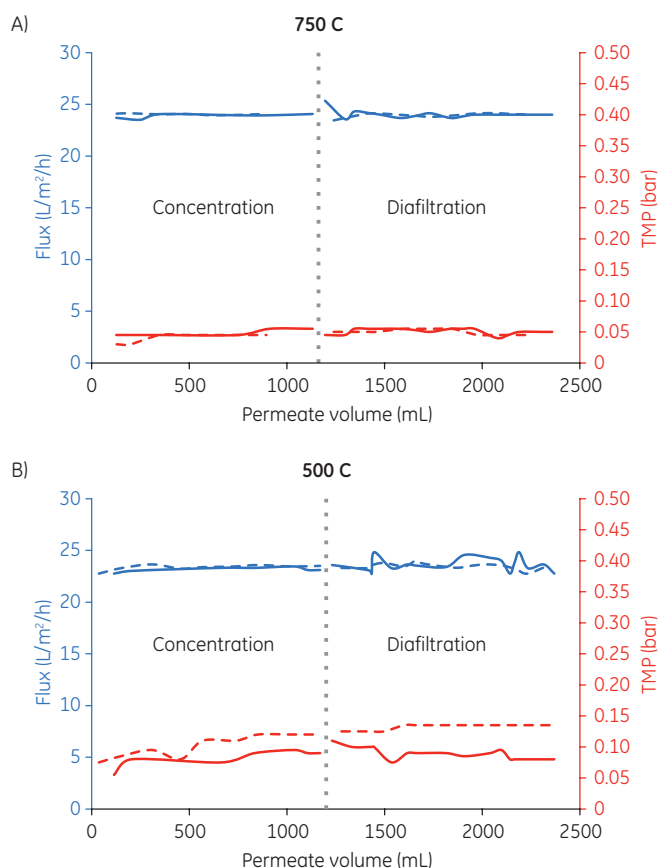 A)
750 C
30
25
20
15
10
5
0
Flux (L/m²/h)
0.50
0.45
0.40
0.35
0.30
0.25
0.20
0.15
0.10
0.05
0
TMP (bar)
Concentration
Diafiltration
0 500 1000 1500 2000 2500
Permeate volume (mL)
B)
500 C
30
25
20
15
10
5
0
Flux (L/m²/h)
0.50
0.45
0.40
0.35
0.30
0.25
0.20
0.15
0.10
0.05
0
TMP (bar)
Concentration
Diafiltration
0 500 1000 1500 2000 2500
Permeate volume (mL)